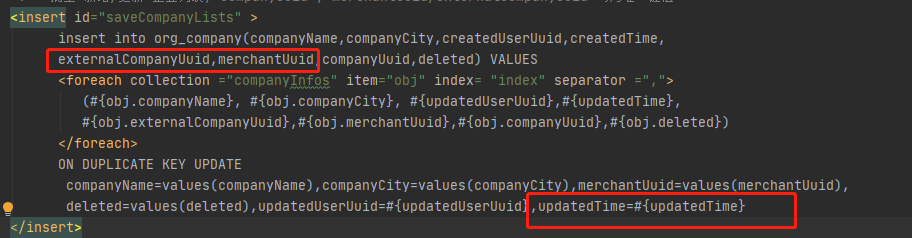 <insert id="saveCompanyLists" >
insert into org_company(companyName,companyCity,createdUserUuid,createdTime,
externalCompanyUuid,merchantUuid,companyUuid,deleted) VALUES
<foreach collection ="companyInfos" item="obj" index= "index" separator =",">
(#{obj.companyName}, #{obj.companyCity}, #{updatedUserUuid},#{updatedTime},
#{obj.externalCompanyUuid},#{obj.merchantUuid},#{obj.companyUuid},#{obj.deleted})
</foreach>
ON DUPLICATE KEY UPDATE
companyName=values(companyName),companyCity=values(companyCity),merchantUuid=values(merchantUuid),
deleted=values(deleted),updatedUserUuid=#{updatedUserUuid},updatedTime=#{updatedTime}
</insert>